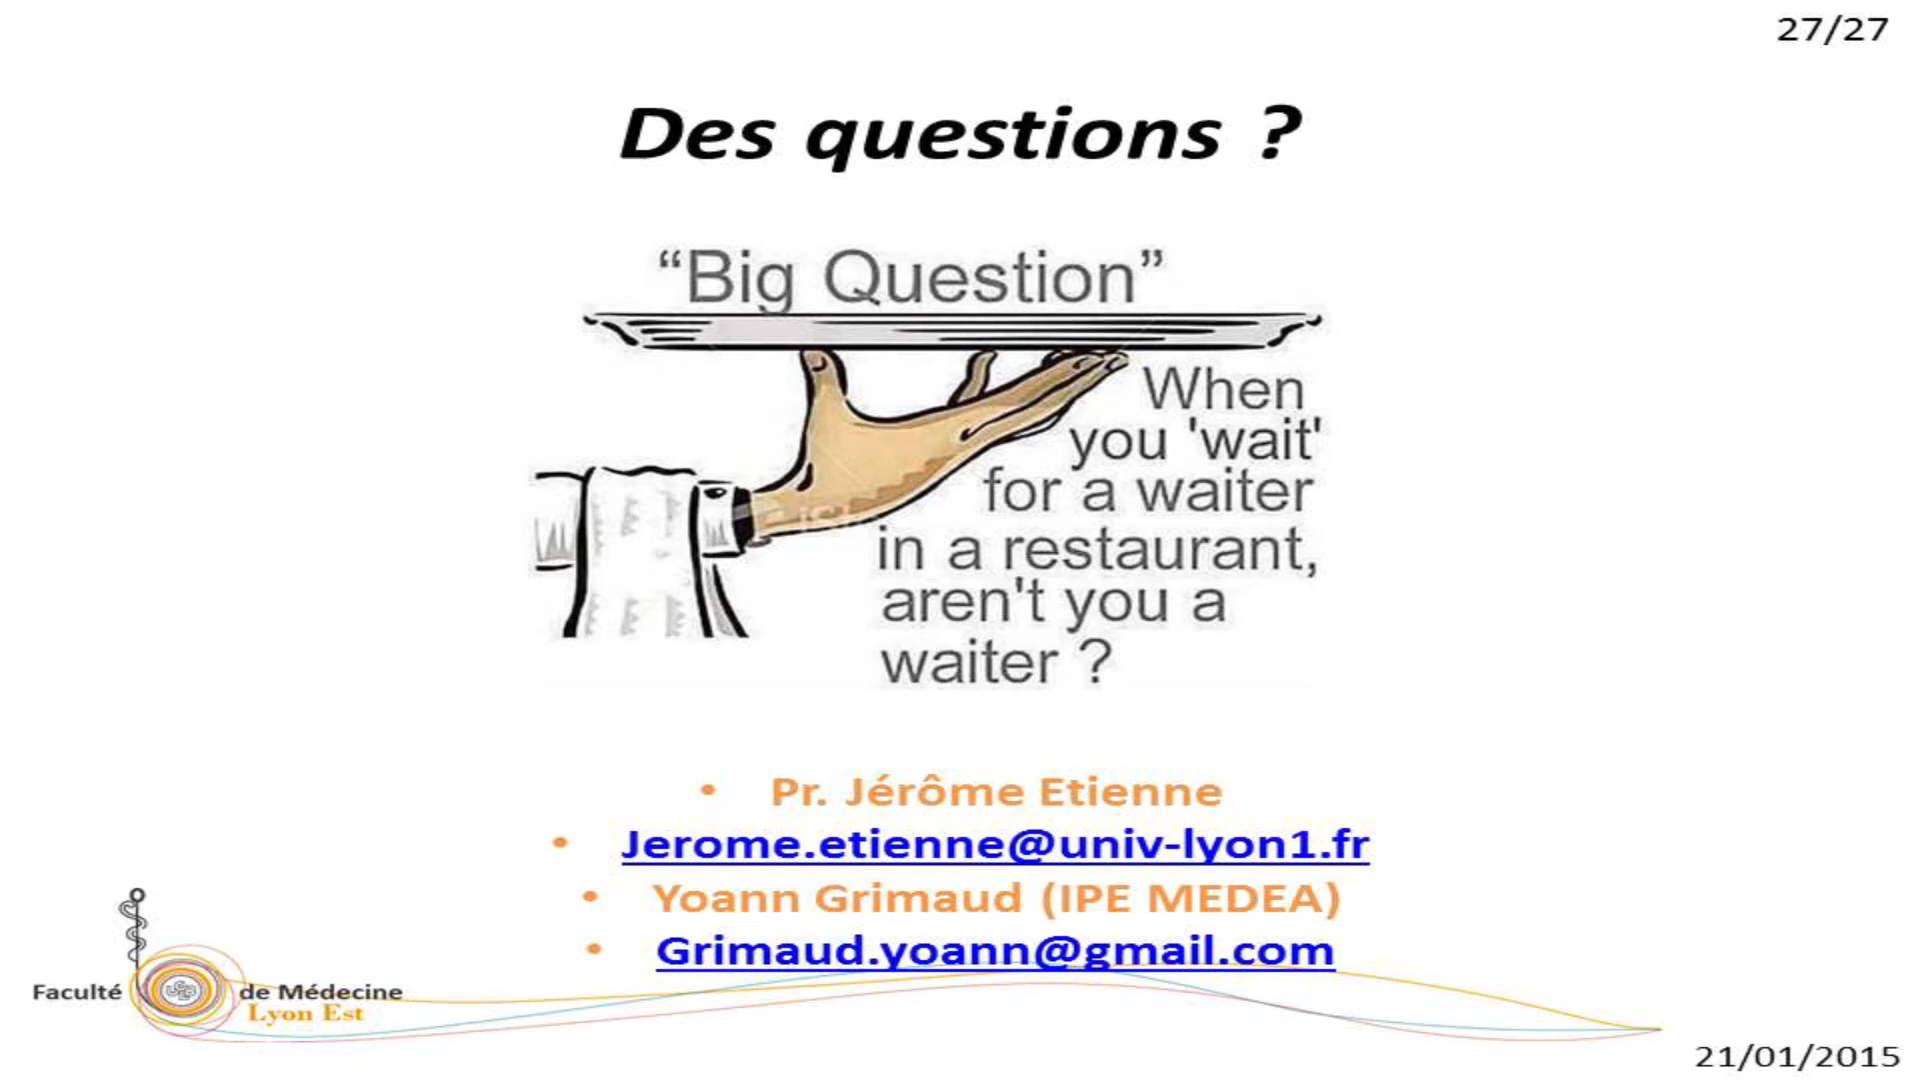 27/27
Des questions ?
“Big Question”
When
you 'wait'
for a waiter
in a restaurant,
aren't you a
waiter ?
• Pr. Jérôme Etienne
• Jerome.etienne@univ-lyon1.fr
• Yoann Grimaud (IPE MEDEA)
• Grimaud.yoann@gmail.com
Faculté de Médecine
Lyon Est
21/01/2015